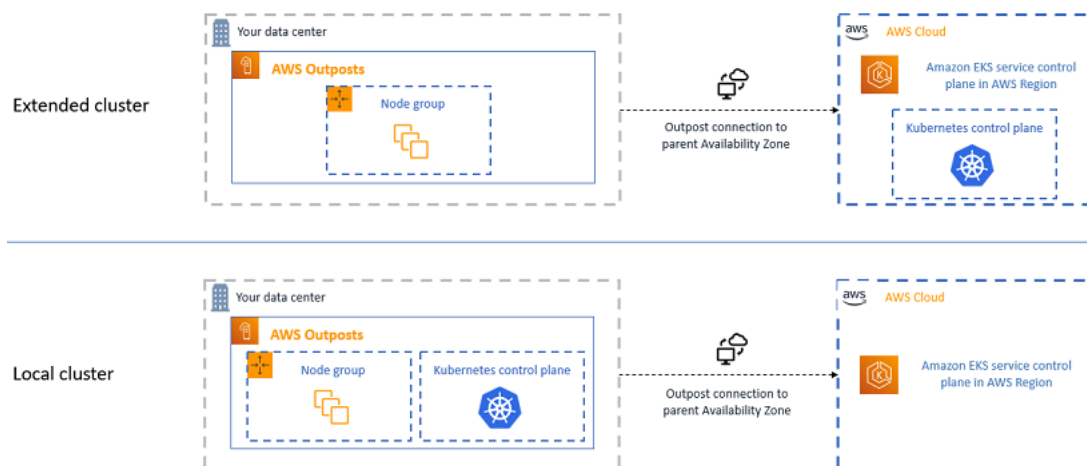 Your data center
AWS Outposts
Node group
Extended cluster
Outpost connection to
parent Availability Zone
aws
AWS Cloud
Amazon EKS service control
plane in AWS Region
Kubernetes control plane
Your data center
AWS Outposts
Node group
Kubernetes control plane
Local cluster
Outpost connection to
parent Availability Zone
aws
AWS Cloud
Amazon EKS service control
plane in AWS Region